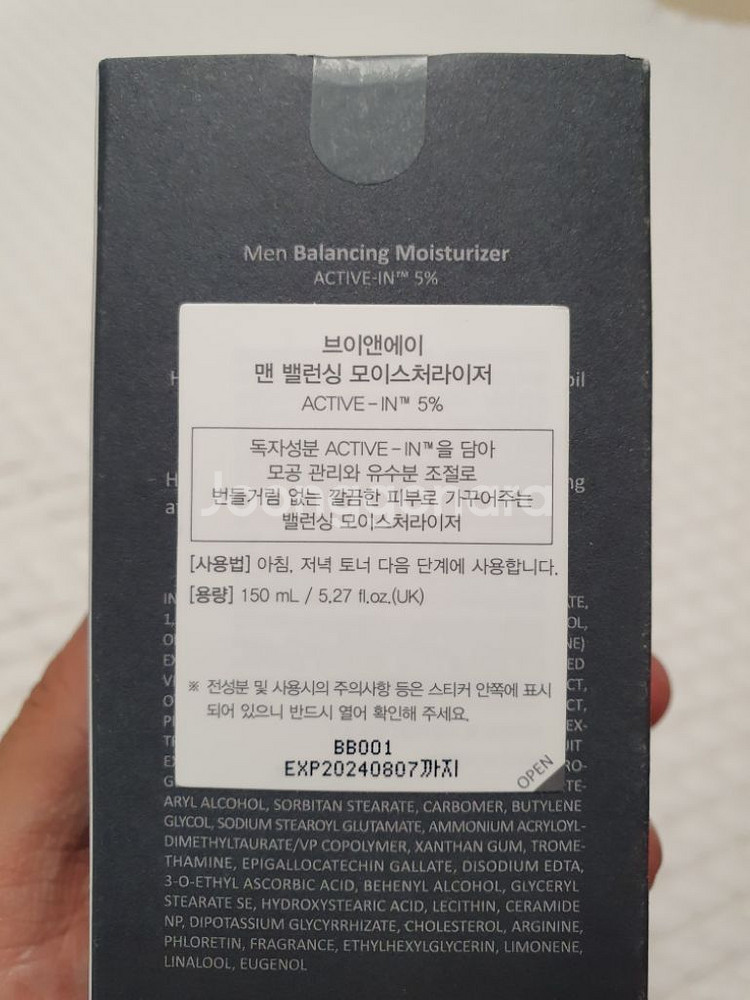 Men Balancing Moisturizer
ACTIVE-IN™ 5%
브이앤에이
맨 밸런싱 모이스처라이저
ACTIVE-IN™ 5%
독자성분 ACTIVE-IN™을 담아
모공 관리와 유수분 조절로
번들거림 없는 깔끔한 피부로 가꾸어주는
밸런싱 모이스처라이저
[사용법] 아침, 저녁 토너 다음 단계에 사용합니다.
[용량] 150 mL / 5.27 fl.oz.(UK)
※ 전성분 및 사용시의 주의사항 등은 스티커 안쪽에 표시
되어 있으니 반드시 열어 확인해 주세요.
BB001
EXP20240807까지
OPEN
ARYL ALCOHOL, SORBITAN STEARATE, CARBOMER, BUTYLENE
GLYCOL, SODIUM STEAROYL GLUTAMATE, AMMONIUM ACRYLOYL-
DIMETHYLTAURATE/VP COPOLYMER, XANTHAN GUM, TROME-
THAMINE, EPIGALLOCATECHIN GALLATE, DISODIUM EDTA,
3-O-ETHYL ASCORBIC ACID, BEHENYL ALCOHOL, GLYCERYL
STEARATE SE, HYDROXYSTEARIC ACID, LECITHIN, CERAMIDE
NP, DIPOTASSIUM GLYCYRRHIZATE, CHOLESTEROL, ARGININE,
PHLORETIN, FRAGRANCE, ETHYLHEXYLGLYCERIN, LIMONENE,
LINALOOL, EUGENOL